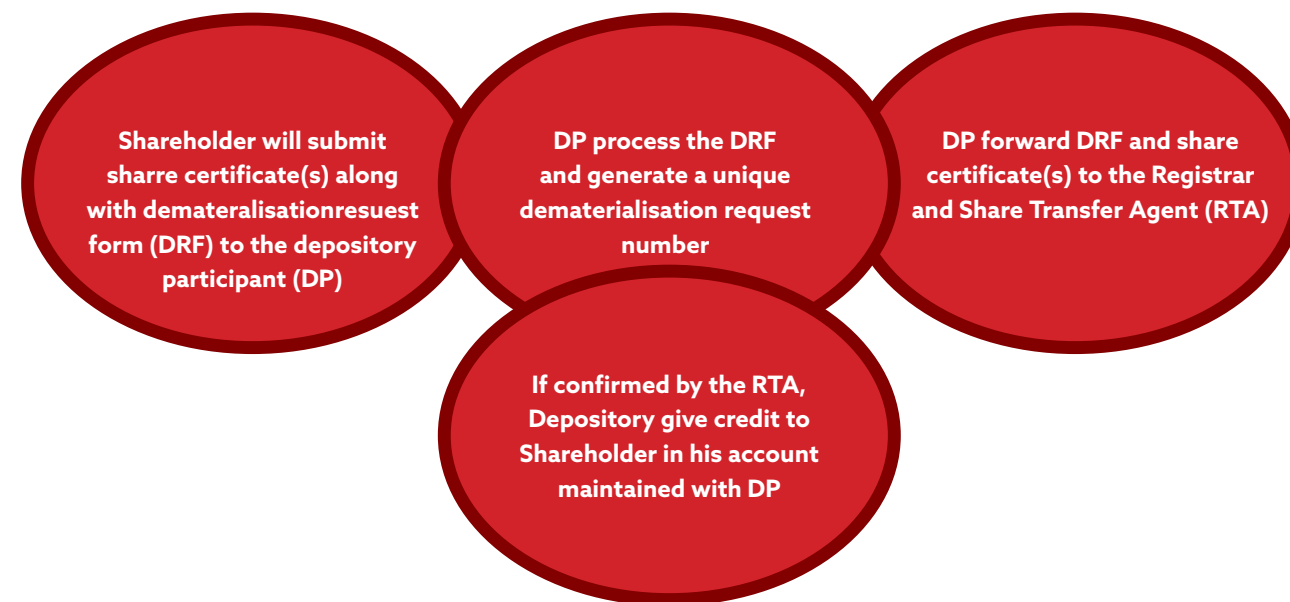 Shareholder will submit
sharre certificate(s) along
with demateralisationresuest
form (DRF) to the depository
participant (DP)
DP process the DRF
and generate a unique
dematerialisation request
number
DP forward DRF and share
certificate(s) to the Registrar
and Share Transfer Agent (RTA)
If confirmed by the RTA,
Depository give credit to
Shareholder in his account
maintained with DP